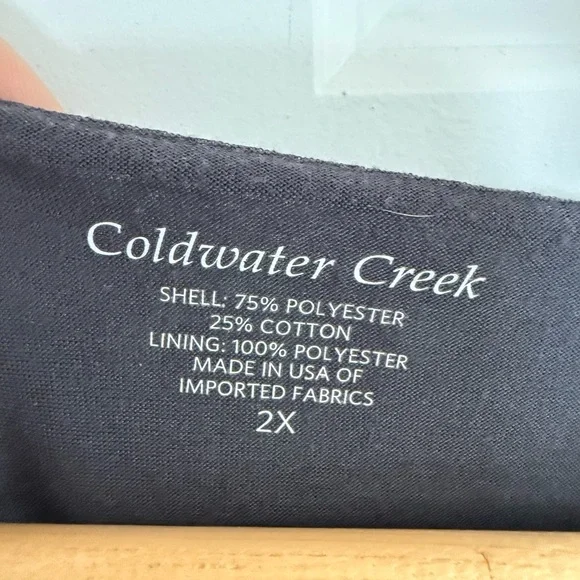 Coldwater Creek
SHELL: 75% POLYESTER
25% COTTON
LINING: 100% POLYESTER
MADE IN USA OF
IMPORTED FABRICS
2X